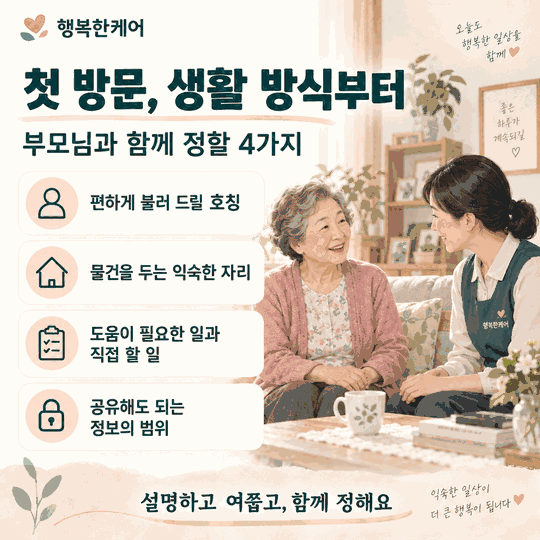 행복한케어
오늘도
행복한 일상을
함께
첫 방문, 생활 방식부터
부모님과 함께 정할 4가지
좋은
하루가
계속되길
편하게 불러 드릴 호칭
물건을 두는 익숙한 자리
도움이 필요한 일과
직접 할 일
공유해도 되는
정보의 범위
행복한케어
설명하고 여쭙고, 함께 정해요
익숙한 일상이
더 큰 행복이 됩니다